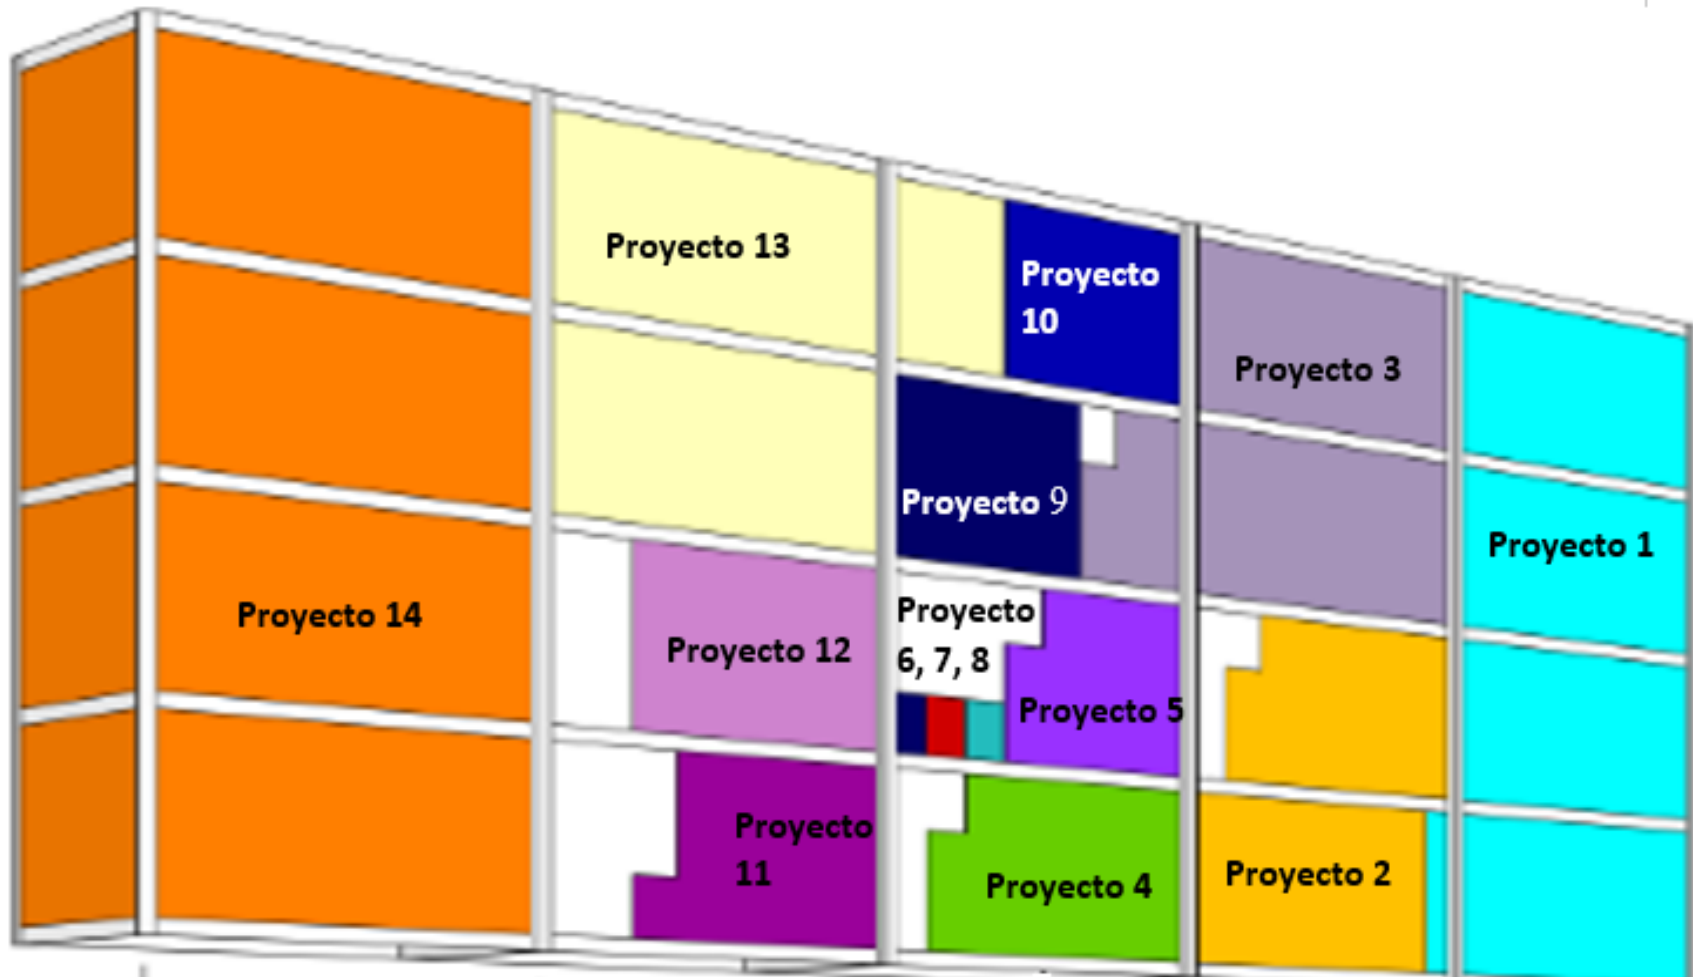 Proyecto 13
Proyecto
10
Proyecto 3
Proyecto 9
Proyecto 1
Proyecto 14
Proyecto 12
Proyecto
6, 7, 8
Proyecto 5
Proyecto
11
Proyecto 4
Proyecto 2